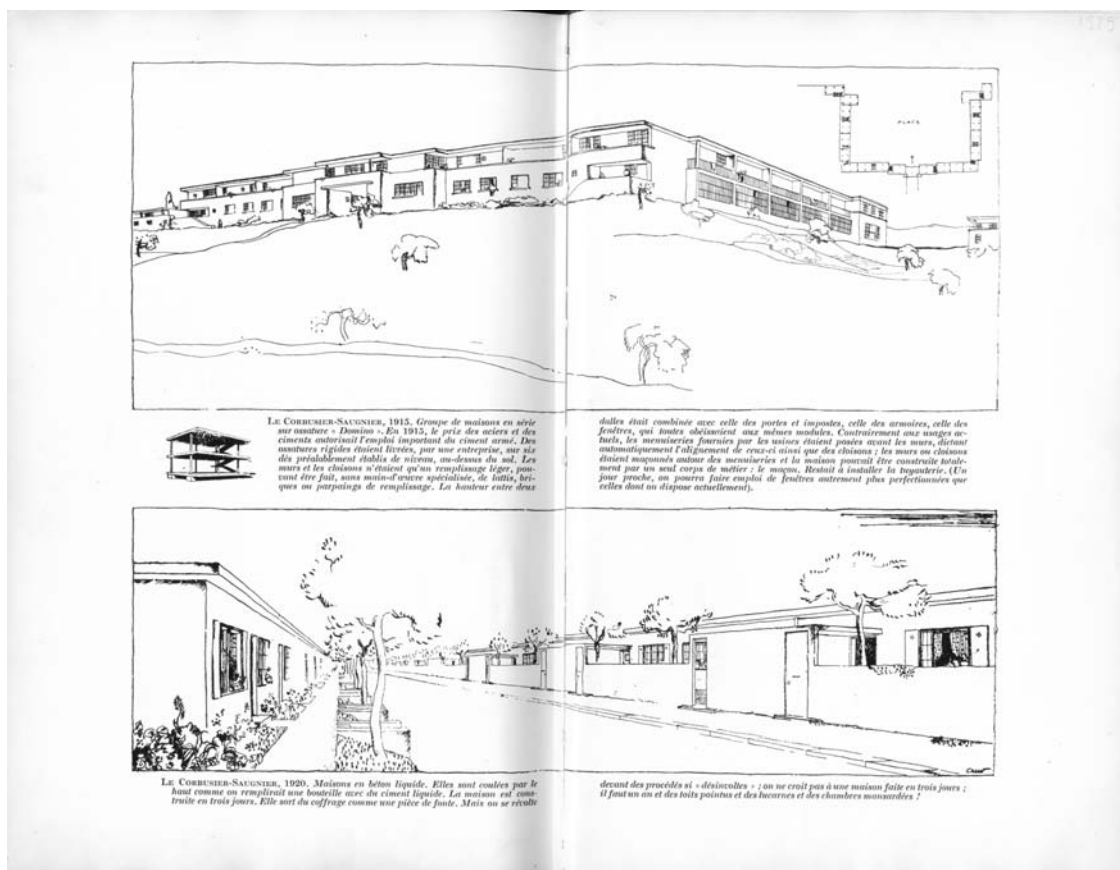 1915
PLACE
LE CORBUSIER-SAUGNIER, 1915. Groupe de maisons en série
sur ossature « Domino ». En 1915, le prix des aciers et des
ciments autorisait l'emploi important du ciment armé. Des
ossatures rigides étaient livrées, par une entreprise, sur six
dés préalablement établis de niveau, au-dessus du sol. Les
murs et les cloisons n'étaient qu'un remplissage léger, pou-
vant être fait, sans main-d'œuvre spécialisée, de lattis, bri-
ques ou parpaings de remplissage. La hauteur entre deux
dalles était combinée avec celle des portes et impostes, celle des armoires, celle des
fenêtres, qui toutes obéissaient aux mêmes modules. Contrairement aux usages ac-
tuels, les menuiseries fournies par les usines étaient posées avant les murs, dictant
automatiquement l'alignement de ceux-ci ainsi que des cloisons ; les murs ou cloisons
étaient maçonnés autour des menuiseries et la maison pouvait être construite totale-
ment par un seul corps de métier : le maçon. Restait à installer la tuyauterie. (Un
jour proche, on pourra faire emploi de fenêtres autrement plus perfectionnées que
celles dont on dispose actuellement).
LE CORBUSIER-SAUGNIER, 1920. Maisons en béton liquide. Elles sont coulées par le
haut comme on remplirait une bouteille avec du ciment liquide. La maison est cons-
truite en trois jours. Elle sort du coffrage comme une pièce de fonte. Mais on se révolte
devant des procédés si « désinvoltes » ; on ne croit pas à une maison faite en trois jours ;
il faut un an et des toits pointus et des lucarnes et des chambres mansardées !